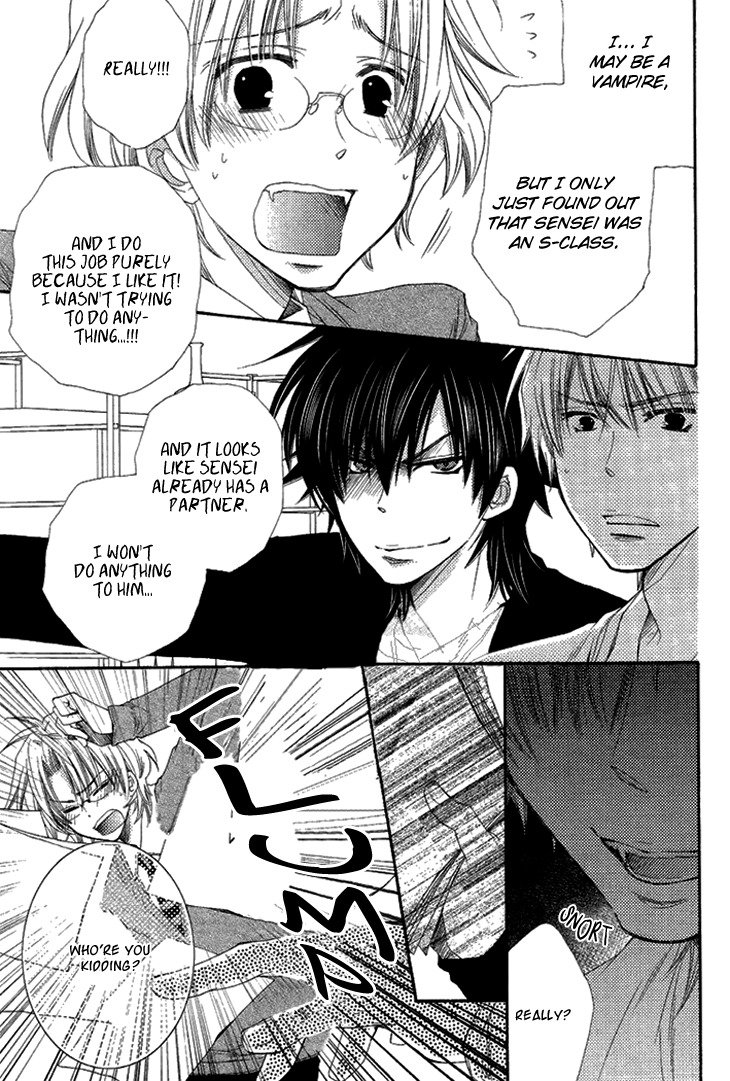 I... I
MAY BE A
VAMPIRE,
BUT I ONLY
JUST FOUND OUT
THAT SENSEI WAS
AN S-CLASS.
REALLY!!!
AND I DO
THIS JOB PURELY
BECAUSE I LIKE IT!
I WASN'T TRYING
TO DO ANY-
THING...!!!
AND IT LOOKS
LIKE SENSEI
ALREADY HAS A
PARTNER.
I WON'T
DO ANYTHING
TO HIM...
SNORT
REALLY?
FLUMP
WHO'RE YOU
KIDDING?